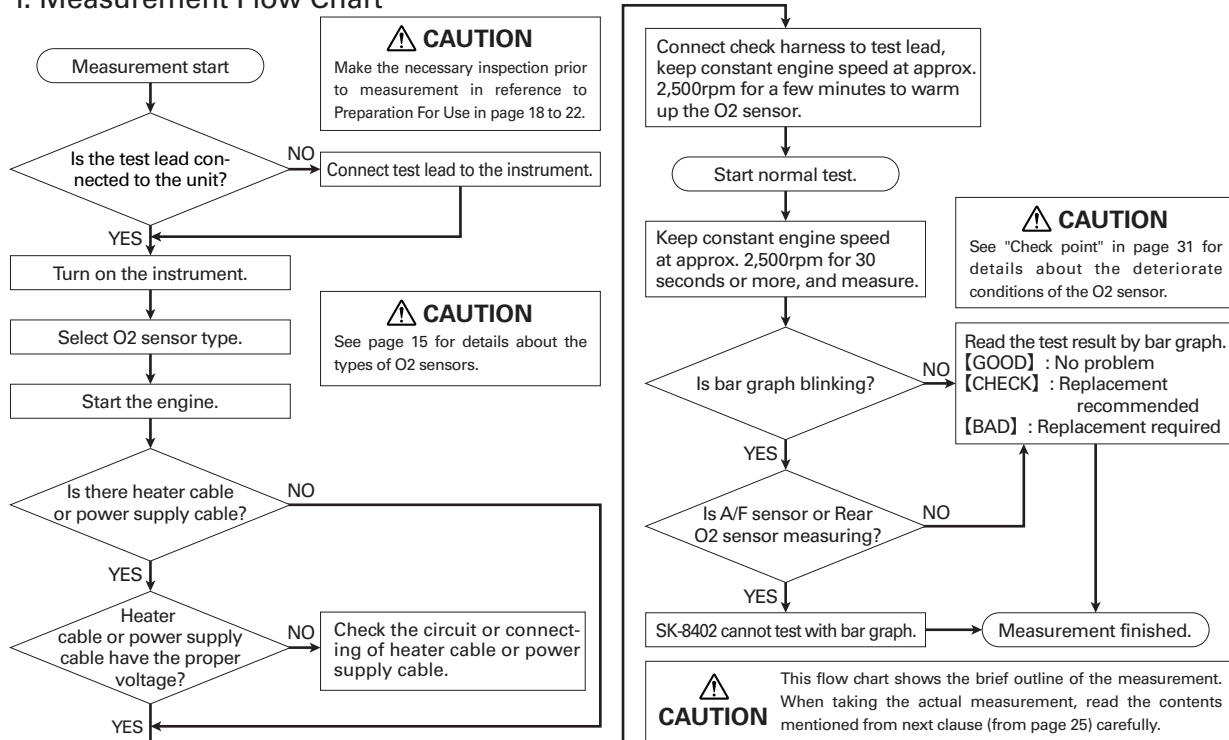 1. Measurement Flow Chart
CAUTION
Make the necessary inspection prior
to measurement in reference to
Preparation For Use in page 18 to 22.
Measurement start
Is the test lead con-
nected to the unit?
NO
Connect test lead to the instrument.
YES
Turn on the instrument.
Select O2 sensor type.
CAUTION
See page 15 for details about the
types of O2 sensors.
Start the engine.
Is there heater cable
or power supply cable?
NO
YES
Heater
cable or power supply
cable have the proper
voltage?
NO
Check the circuit or connect-
ing of heater cable or power
supply cable.
YES
Connect check harness to test lead,
keep constant engine speed at approx.
2,500rpm for a few minutes to warm
up the O2 sensor.
Start normal test.
Keep constant engine speed
at approx. 2,500rpm for 30
seconds or more, and measure.
CAUTION
See "Check point" in page 31 for
details about the deteriorate
conditions of the O2 sensor.
Is bar graph blinking?
NO
Read the test result by bar graph.
【GOOD】: No problem
【CHECK】: Replacement
recommended
【BAD】: Replacement required
YES
Is A/F sensor or Rear
O2 sensor measuring?
NO
YES
SK-8402 cannot test with bar graph.
Measurement finished.
CAUTION
This flow chart shows the brief outline of the measurement.
When taking the actual measurement, read the contents
mentioned from next clause (from page 25) carefully.